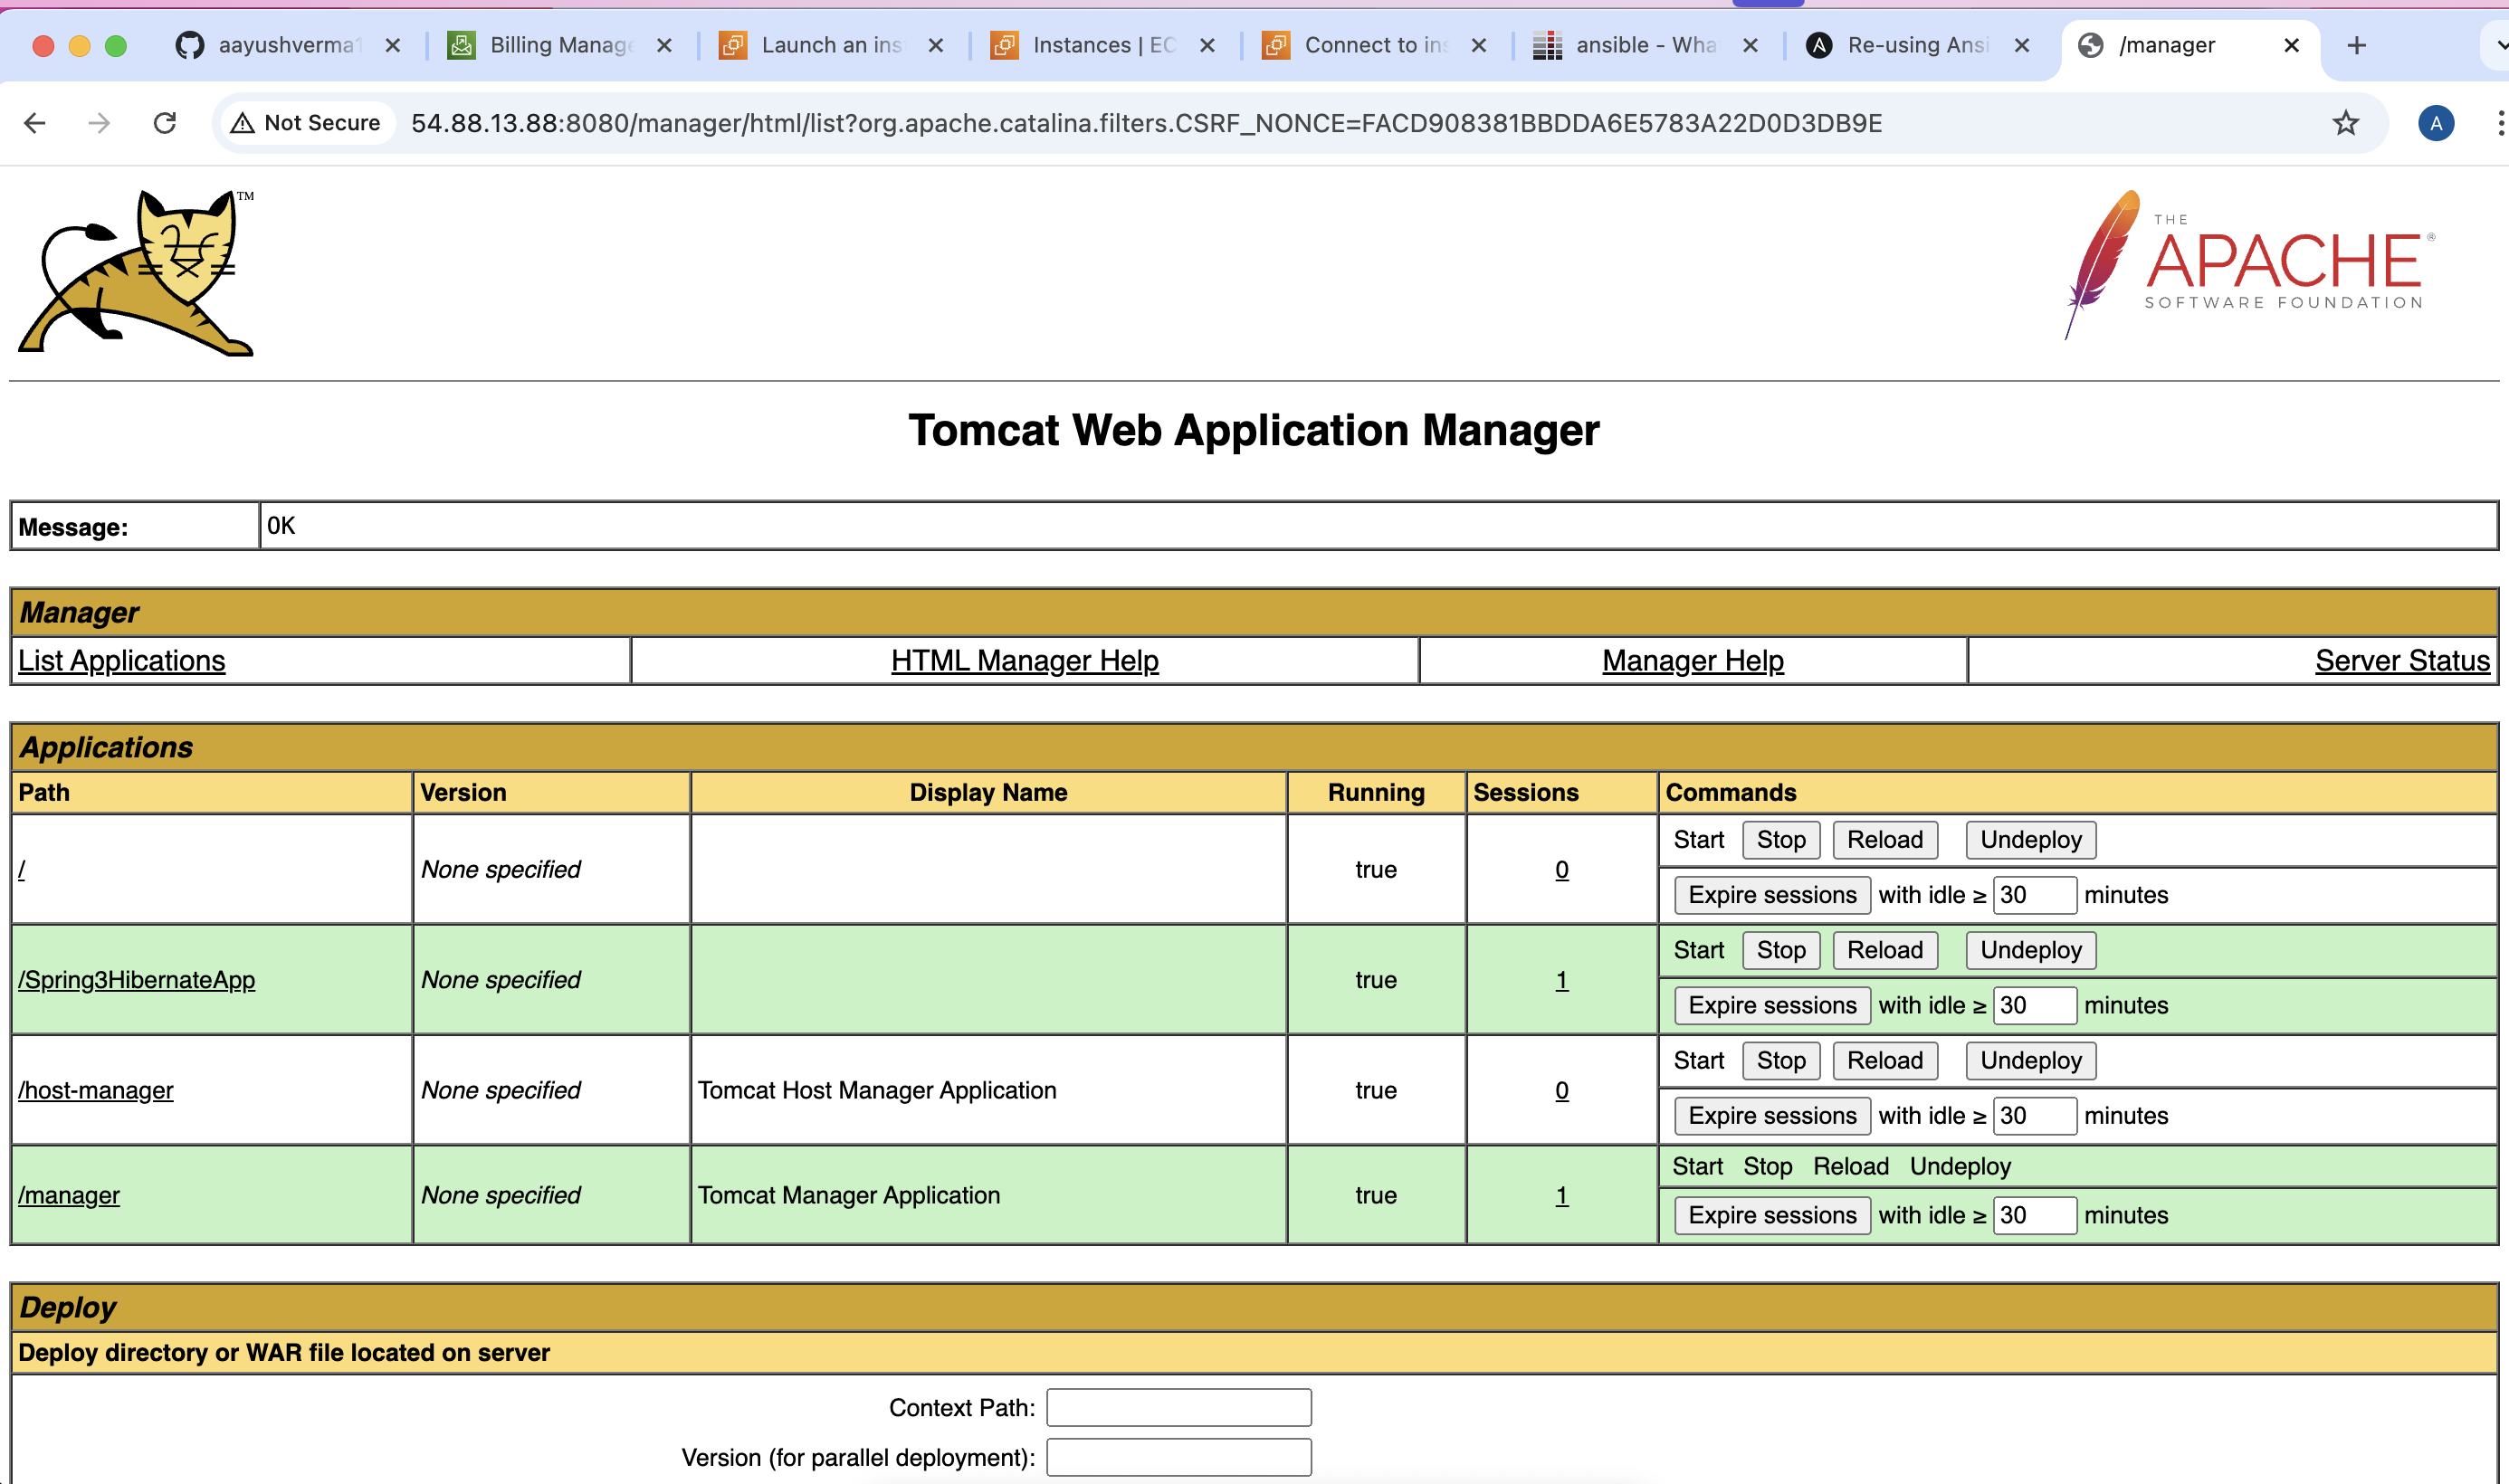 aayushverma1
Billing Manage
Launch an ins
Instances | EC
Connect to ins
ansible - Wha
Re-using Ansi
/manager
Not Secure
54.88.13.88:8080/manager/html/list?org.apache.catalina.filters.CSRF_NONCE=FACD908381BBDDA6E5783A22D0D3DB9E
A
TM
THE
APACHE®
SOFTWARE FOUNDATION
Tomcat Web Application Manager
Message: OK
Manager
List Applications HTML Manager Help Manager Help Server Status
Applications
Path Version Display Name Running Sessions Commands
/ None specified true 0
Start Stop Reload Undeploy
Expire sessions with idle ≥ 30 minutes
/Spring3HibernateApp None specified true 1
Start Stop Reload Undeploy
Expire sessions with idle ≥ 30 minutes
/host-manager None specified Tomcat Host Manager Application true 0
Start Stop Reload Undeploy
Expire sessions with idle ≥ 30 minutes
/manager None specified Tomcat Manager Application true 1
Start Stop Reload Undeploy
Expire sessions with idle ≥ 30 minutes
Deploy
Deploy directory or WAR file located on server
Context Path:
Version (for parallel deployment):